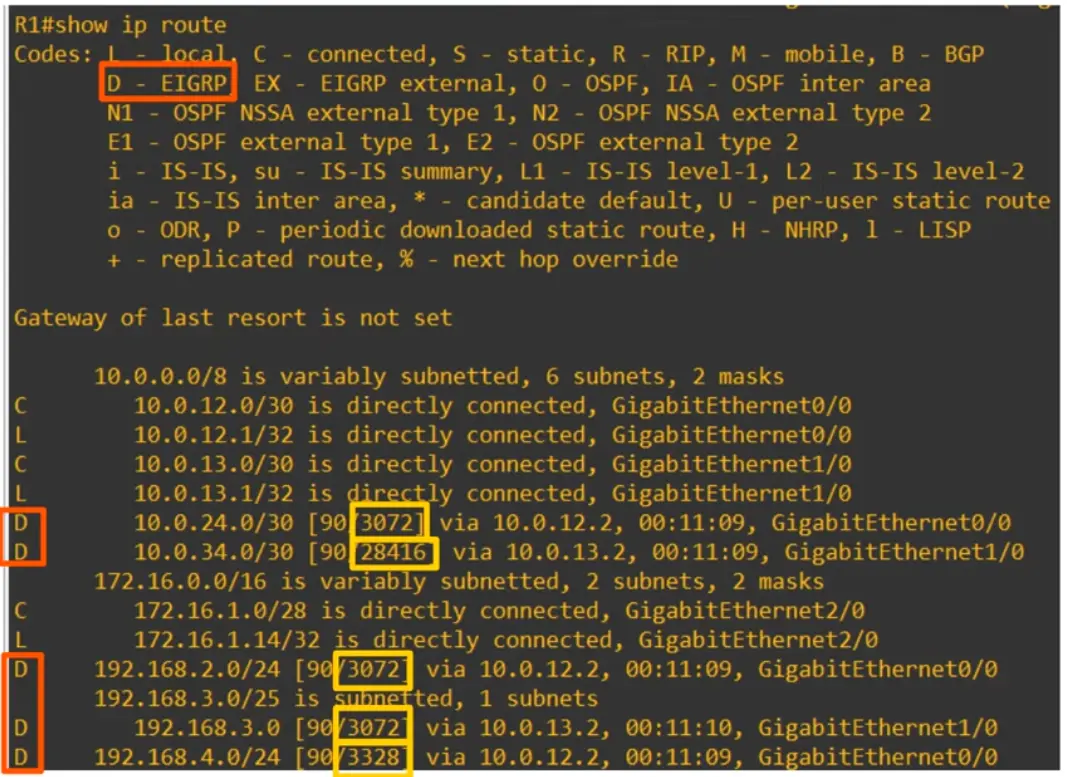 R1#show ip route
Codes: L - local, C - connected, S - static, R - RIP, M - mobile, B - BGP
D - EIGRP, EX - EIGRP external, O - OSPF, IA - OSPF inter area
N1 - OSPF NSSA external type 1, N2 - OSPF NSSA external type 2
E1 - OSPF external type 1, E2 - OSPF external type 2
i - IS-IS, su - IS-IS summary, L1 - IS-IS level-1, L2 - IS-IS level-2
ia - IS-IS inter area, * - candidate default, U - per-user static route
o - ODR, P - periodic downloaded static route, H - NHRP, l - LISP
+ - replicated route, % - next hop override
Gateway of last resort is not set
10.0.0.0/8 is variably subnetted, 6 subnets, 2 masks
C 10.0.12.0/30 is directly connected, GigabitEthernet0/0
L 10.0.12.1/32 is directly connected, GigabitEthernet0/0
C 10.0.13.0/30 is directly connected, GigabitEthernet1/0
L 10.0.13.1/32 is directly connected, GigabitEthernet1/0
D 10.0.24.0/30 [90/3072] via 10.0.12.2, 00:11:09, GigabitEthernet0/0
D 10.0.34.0/30 [90/28416] via 10.0.13.2, 00:11:09, GigabitEthernet1/0
172.16.0.0/16 is variably subnetted, 2 subnets, 2 masks
C 172.16.1.0/28 is directly connected, GigabitEthernet2/0
L 172.16.1.14/32 is directly connected, GigabitEthernet2/0
D 192.168.2.0/24 [90/3072] via 10.0.12.2, 00:11:09, GigabitEthernet0/0
192.168.3.0/25 is subnetted, 1 subnets
D 192.168.3.0 [90/3072] via 10.0.13.2, 00:11:10, GigabitEthernet1/0
D 192.168.4.0/24 [90/3328] via 10.0.12.2, 00:11:09, GigabitEthernet0/0